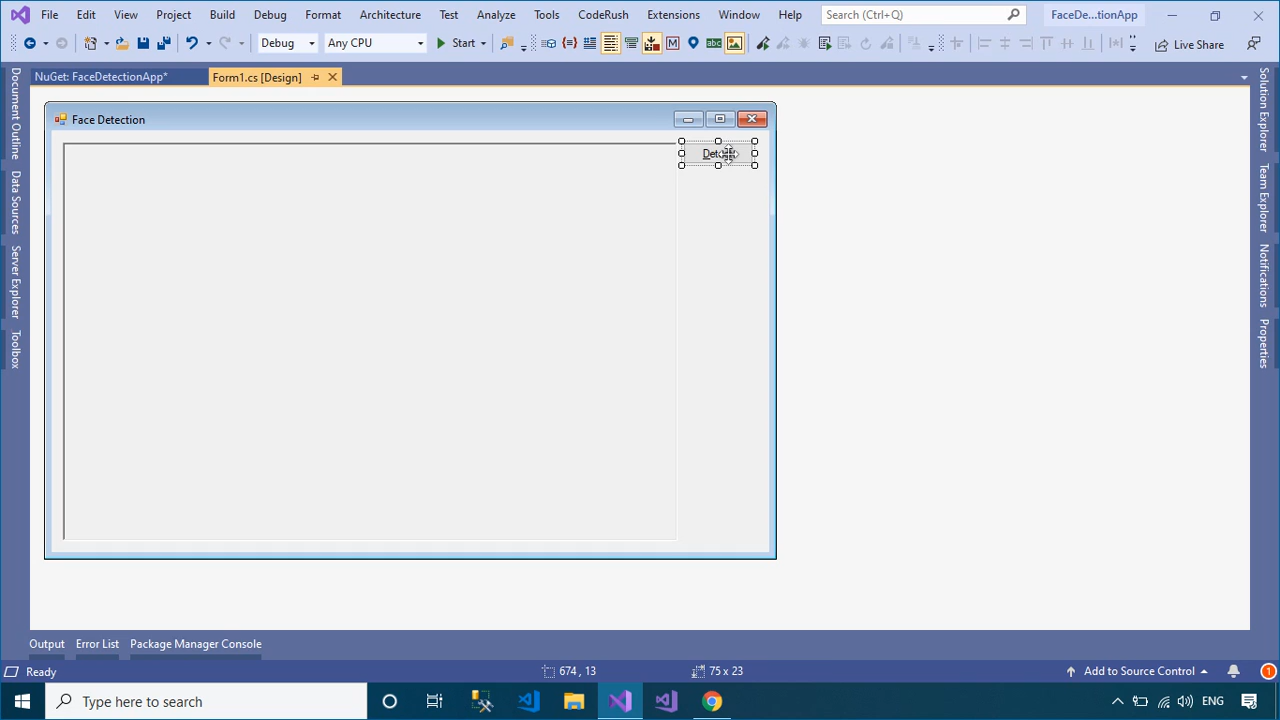 File Edit View Project Build Debug Format Architecture Test Analyze Tools CodeRush Extensions Window Help Search (Ctrl+Q) FaceDe...tionApp
Debug Any CPU Start Live Share
NuGet: FaceDetectionApp* Form1.cs [Design]
Document Outline
Data Sources
Server Explorer
Toolbox
Face Detection
Solution Explorer
Team Explorer
Notifications
Properties
Output Error List Package Manager Console
Ready 674 , 13 75 x 23 Add to Source Control 1
Type here to search ENG